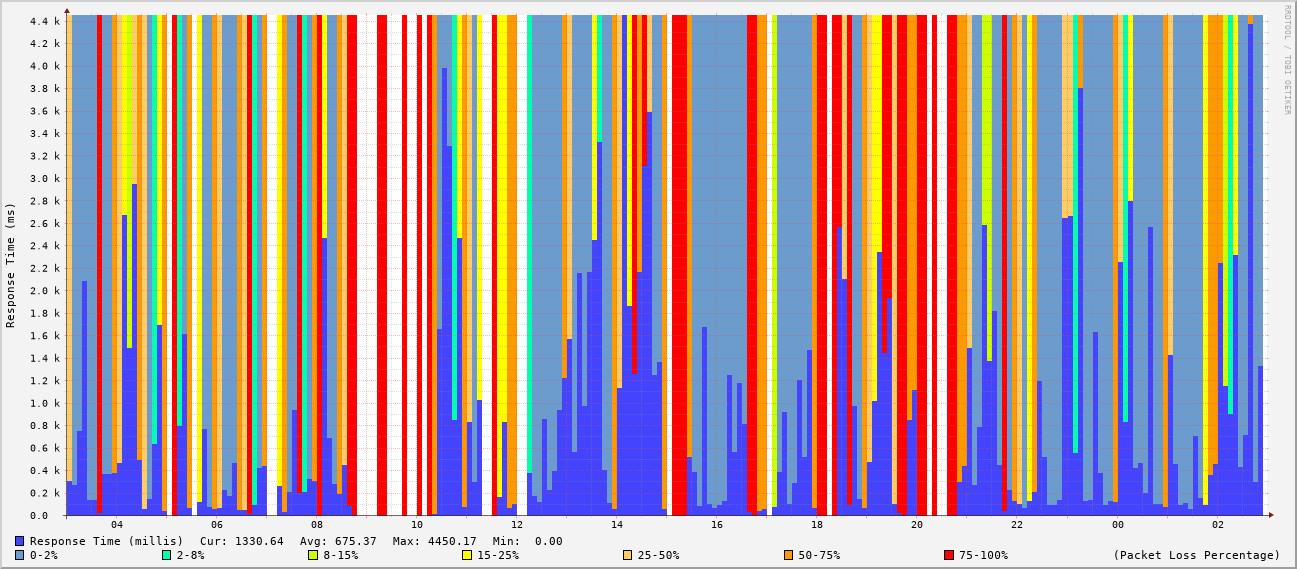 RRDTOOL / TOBI OETIKER
Response Time (ms)
4.4 k
4.2 k
4.0 k
3.8 k
3.6 k
3.4 k
3.2 k
3.0 k
2.8 k
2.6 k
2.4 k
2.2 k
2.0 k
1.8 k
1.6 k
1.4 k
1.2 k
1.0 k
0.8 k
0.6 k
0.4 k
0.2 k
0.0
04 06 08 10 12 14 16 18 20 22 00 02
Response Time (millis) Cur: 1330.64 Avg: 675.37 Max: 4450.17 Min: 0.00
0-2% 2-8% 8-15% 15-25% 25-50% 50-75% 75-100% (Packet Loss Percentage)